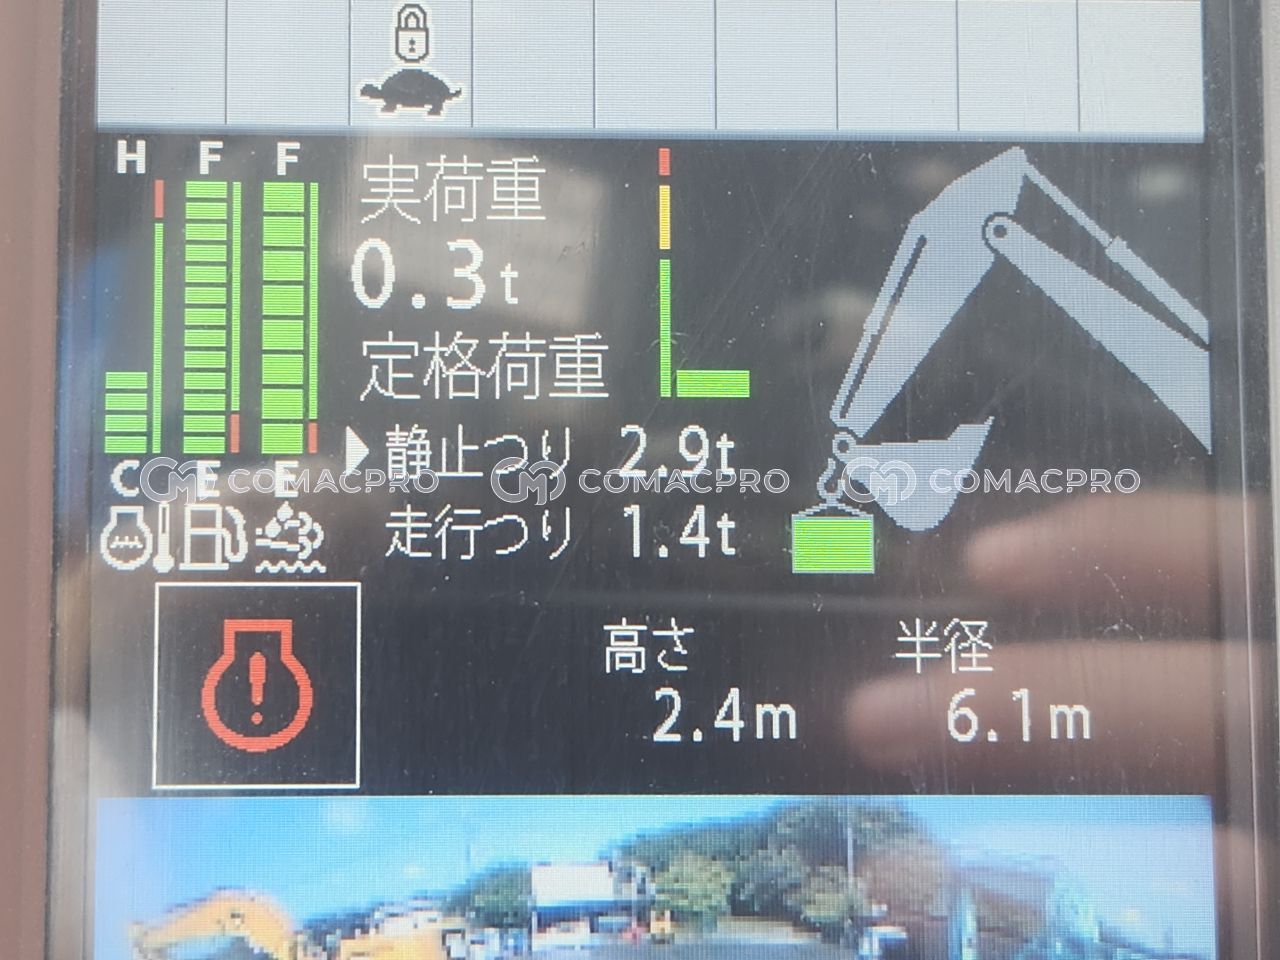 H F F
実荷重
0.3t
定格荷重
静止つり 2.9t
C E E
COMACPRO COMACPRO COMACPRO
走行つり 1.4t
高さ 半径
2.4m 6.1m